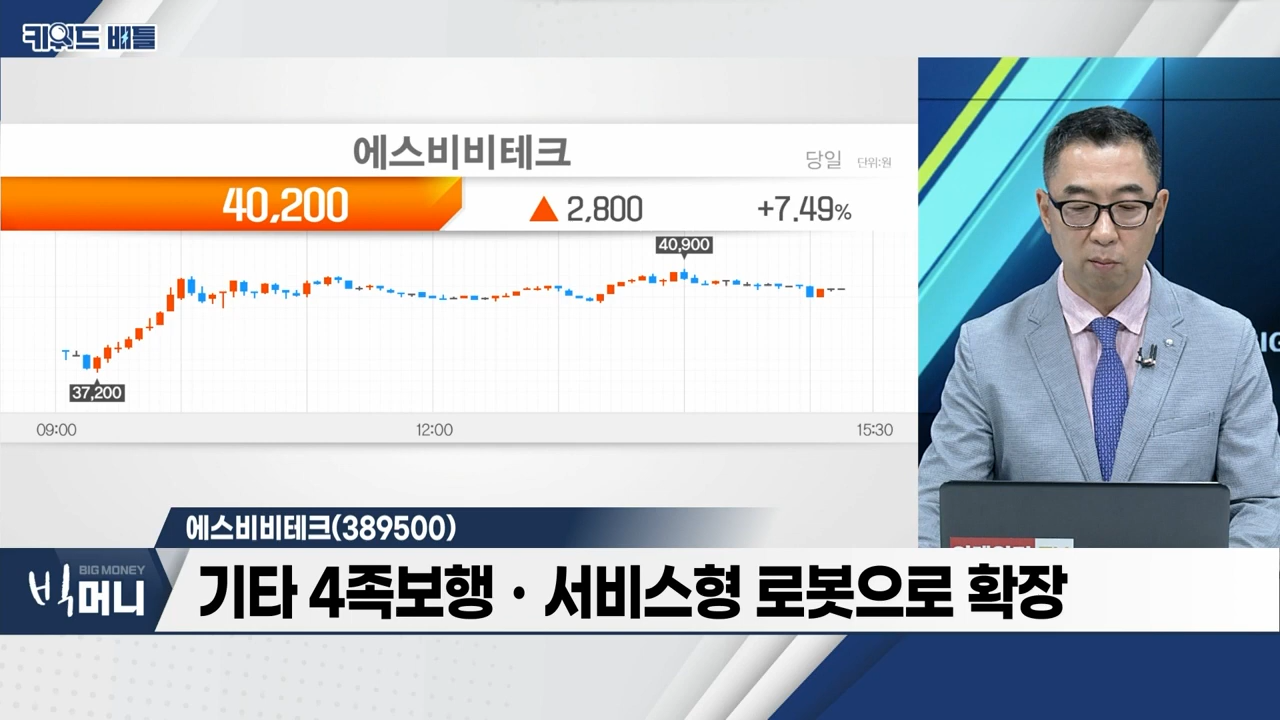 키워드 배틀
에스비비테크
당일 단위:원
40,200 ▲ 2,800 +7.49%
40,900
37,200
09:00 12:00 15:30
에스비비테크(389500)
BIG MONEY
빅머니
기타 4족보행·서비스형 로봇으로 확장